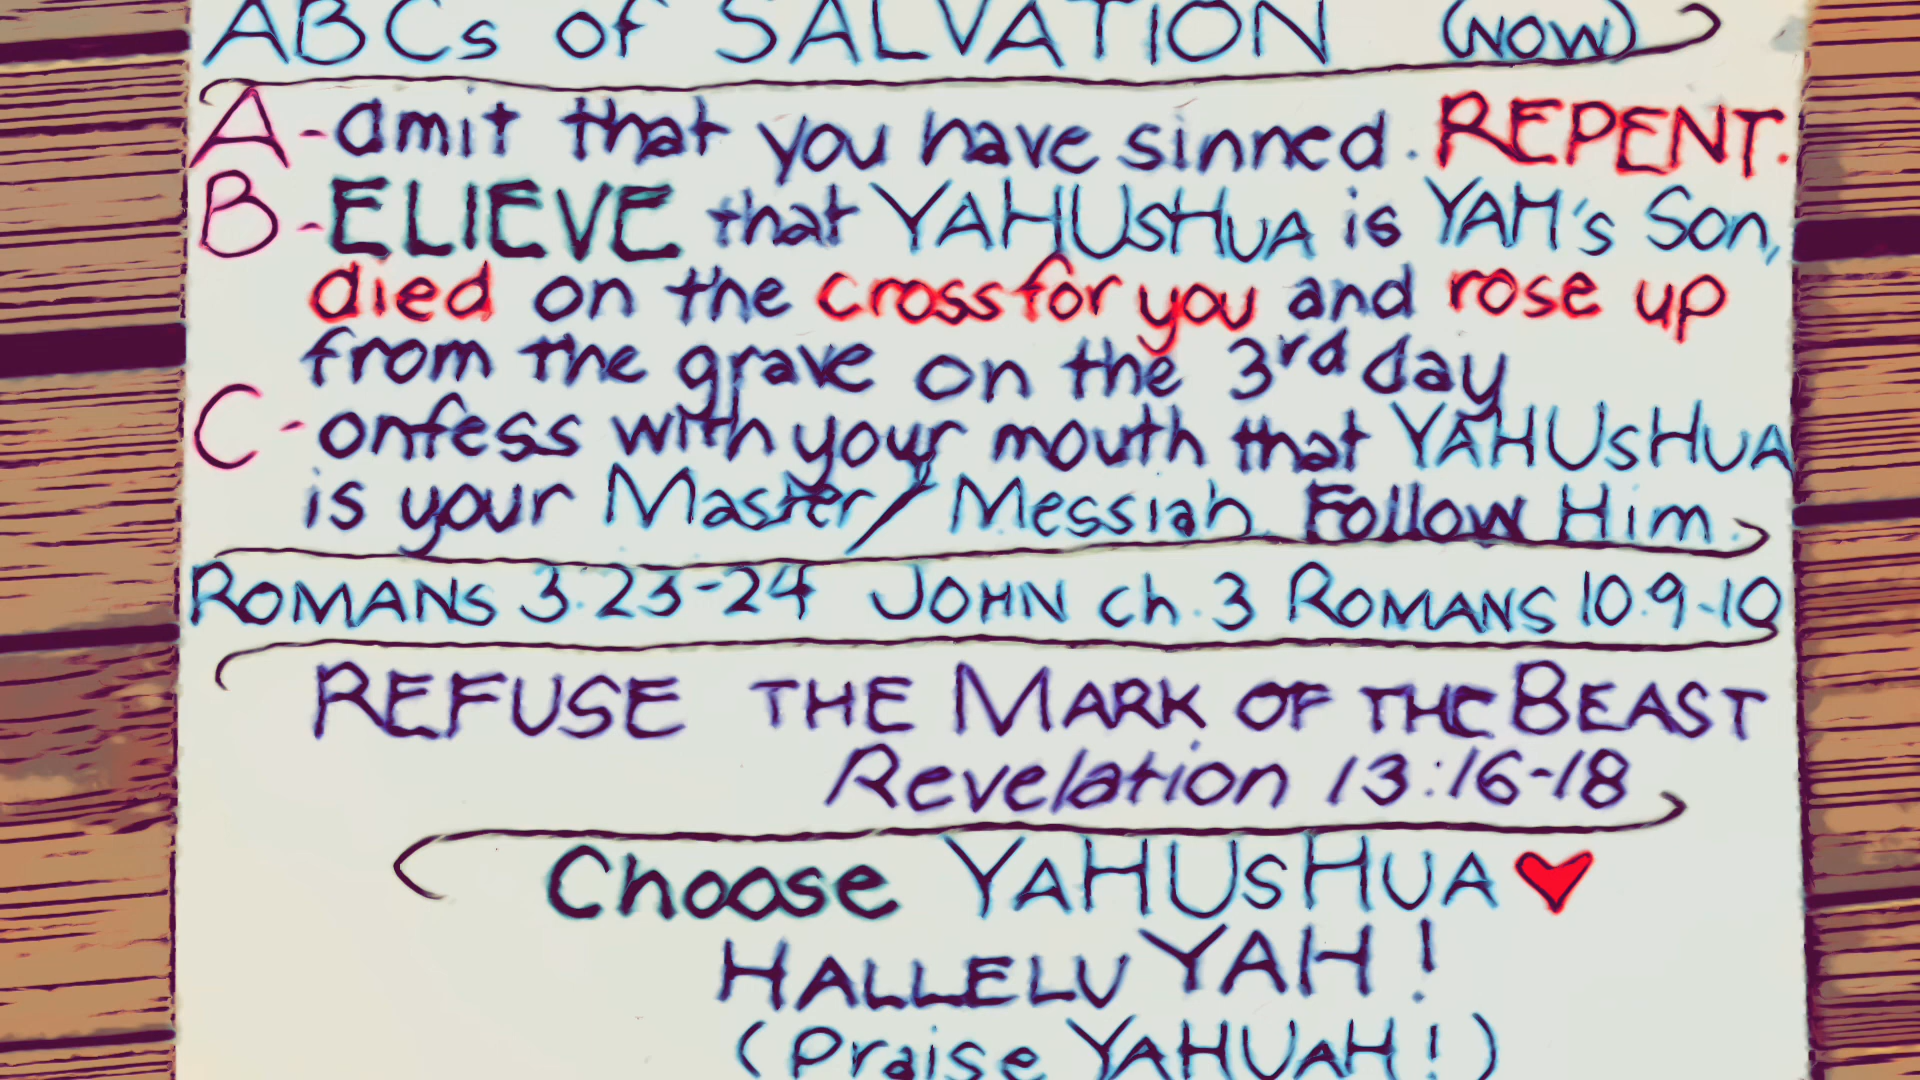 ABCs of SALVATION (NOW)
A-amit that you have sinned. REPENT.
B-ELIEVE that YAHUsHUA is YAH's Son,
died on the cross for you and rose up
from the grave on the 3rd day
C-onfess with your mouth that YAHUsHUA
is your Master/Messiah. Follow Him.
ROMANS 3.23-24 JOHN ch.3 ROMANS 10.9-10
REFUSE THE MARK OF THE BEAST
Revelation 13:16-18
Choose YAHUsHUA
HALLELUYAH!
(Praise YAHUAH!)